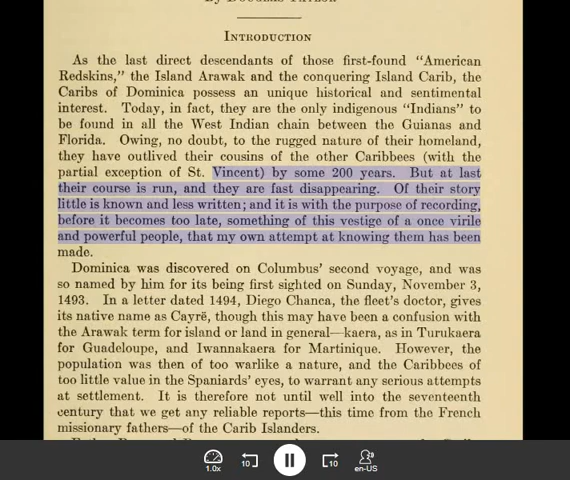 By Douglas Taylor
Introduction
As the last direct descendants of those first-found “American
Redskins,” the Island Arawak and the conquering Island Carib, the
Caribs of Dominica possess an unique historical and sentimental
interest. Today, in fact, they are the only indigenous “Indians” to
be found in all the West Indian chain between the Guianas and
Florida. Owing, no doubt, to the rugged nature of their homeland,
they have outlived their cousins of the other Caribbees (with the
partial exception of St. Vincent) by some 200 years. But at last
their course is run, and they are fast disappearing. Of their story
little is known and less written; and it is with the purpose of recording,
before it becomes too late, something of this vestige of a once virile
and powerful people, that my own attempt at knowing them has been
made.
Dominica was discovered on Columbus’ second voyage, and was
so named by him for its being first sighted on Sunday, November 3,
1493. In a letter dated 1494, Diego Chanca, the fleet’s doctor, gives
its native name as Cayrë, though this may have been a confusion with
the Arawak term for island or land in general—kaera, as in Turukaera
for Guadeloupe, and Iwannakaera for Martinique. However, the
population was then of too warlike a nature, and the Caribbees of
too little value in the Spaniards’ eyes, to warrant any serious attempts
at settlement. It is therefore not until well into the seventeenth
century that we get any reliable reports—this time from the French
missionary fathers—of the Carib Islanders.
1.0x
10
10
en-US